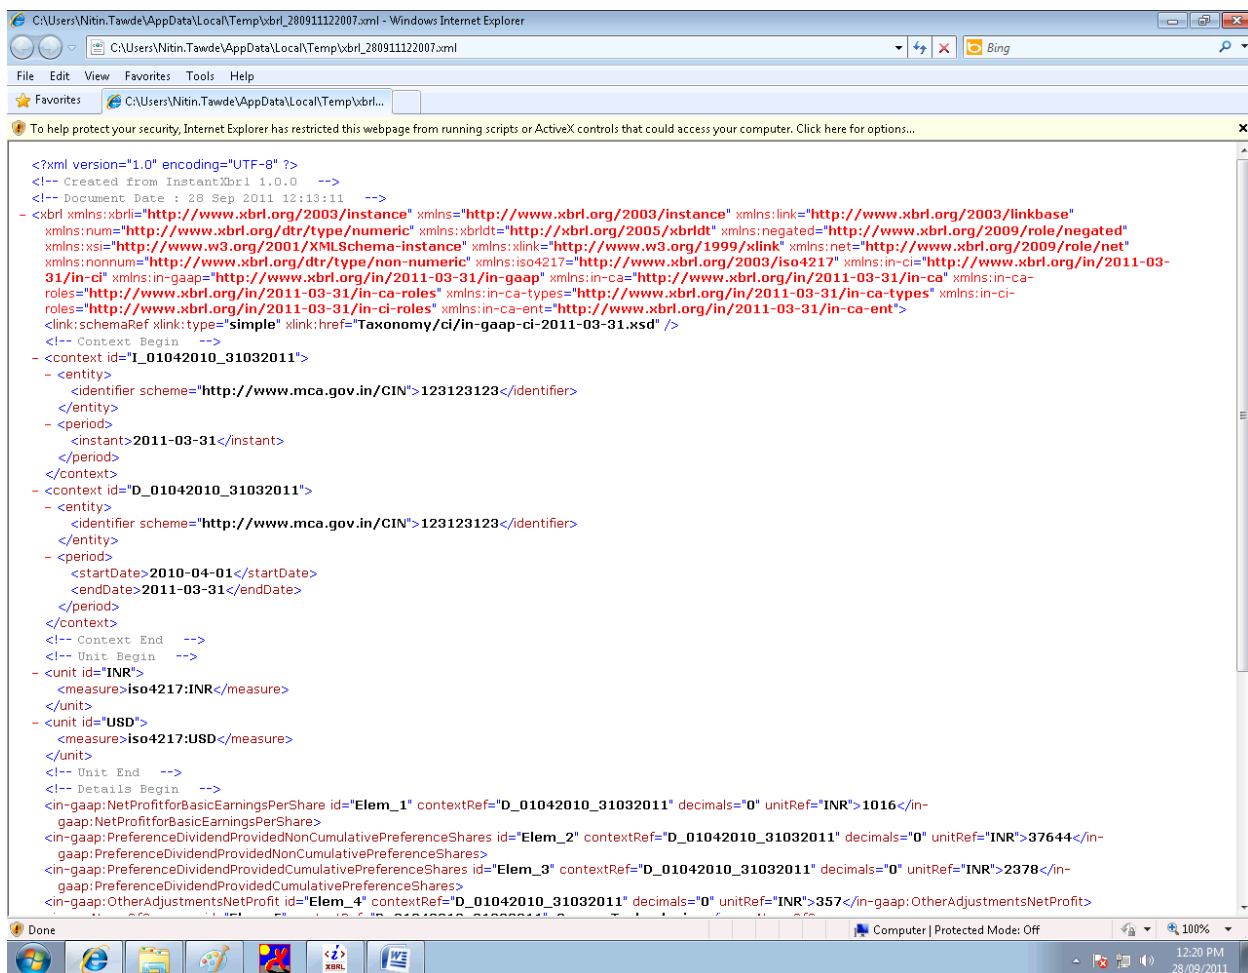 C:\Users\Nitin.Tawde\AppData\Local\Temp\xbrl_280911122007.xml - Windows Internet Explorer
C:\Users\Nitin.Tawde\AppData\Local\Temp\xbrl_280911122007.xml
Bing
File Edit View Favorites Tools Help
Favorites C:\Users\Nitin.Tawde\AppData\Local\Temp\xbrl...
To help protect your security, Internet Explorer has restricted this webpage from running scripts or ActiveX controls that could access your computer. Click here for options...
<?xml version="1.0" encoding="UTF-8" ?>
<!-- Created from InstantXbrl 1.0.0 -->
<!-- Document Date : 28 Sep 2011 12:13:11 -->
- <xbrl xmlns:xbrli="http://www.xbrl.org/2003/instance" xmlns="http://www.xbrl.org/2003/instance" xmlns:link="http://www.xbrl.org/2003/linkbase"
xmlns:num="http://www.xbrl.org/dtr/type/numeric" xmlns:xbrldt="http://xbrl.org/2005/xbrldt" xmlns:negated="http://www.xbrl.org/2009/role/negated"
xmlns:xsi="http://www.w3.org/2001/XMLSchema-instance" xmlns:xlink="http://www.w3.org/1999/xlink" xmlns:net="http://www.xbrl.org/2009/role/net"
xmlns:nonnum="http://www.xbrl.org/dtr/type/non-numeric" xmlns:iso4217="http://www.xbrl.org/2003/iso4217" xmlns:in-ci="http://www.xbrl.org/in/2011-03-
31/in-ci" xmlns:in-gaap="http://www.xbrl.org/in/2011-03-31/in-gaap" xmlns:in-ca="http://www.xbrl.org/in/2011-03-31/in-ca" xmlns:in-ca-
roles="http://www.xbrl.org/in/2011-03-31/in-ca-roles" xmlns:in-ca-types="http://www.xbrl.org/in/2011-03-31/in-ca-types" xmlns:in-ci-
roles="http://www.xbrl.org/in/2011-03-31/in-ci-roles" xmlns:in-ca-ent="http://www.xbrl.org/in/2011-03-31/in-ca-ent">
<link:schemaRef xlink:type="simple" xlink:href="Taxonomy/ci/in-gaap-ci-2011-03-31.xsd" />
<!-- Context Begin -->
- <context id="I_01042010_31032011">
- <entity>
<identifier scheme="http://www.mca.gov.in/CIN">123123123</identifier>
</entity>
- <period>
<instant>2011-03-31</instant>
</period>
</context>
- <context id="D_01042010_31032011">
- <entity>
<identifier scheme="http://www.mca.gov.in/CIN">123123123</identifier>
</entity>
- <period>
<startDate>2010-04-01</startDate>
<endDate>2011-03-31</endDate>
</period>
</context>
<!-- Context End -->
<!-- Unit Begin -->
- <unit id="INR">
<measure>iso4217:INR</measure>
</unit>
- <unit id="USD">
<measure>iso4217:USD</measure>
</unit>
<!-- Unit End -->
<!-- Details Begin -->
<in-gaap:NetProfitforBasicEarningsPerShare id="Elem_1" contextRef="D_01042010_31032011" decimals="0" unitRef="INR">1016</in-
gaap:NetProfitforBasicEarningsPerShare>
<in-gaap:PreferenceDividendProvidedNonCumulativePreferenceShares id="Elem_2" contextRef="D_01042010_31032011" decimals="0" unitRef="INR">37644</in-
gaap:PreferenceDividendProvidedNonCumulativePreferenceShares>
<in-gaap:PreferenceDividendProvidedCumulativePreferenceShares id="Elem_3" contextRef="D_01042010_31032011" decimals="0" unitRef="INR">2378</in-
gaap:PreferenceDividendProvidedCumulativePreferenceShares>
<in-gaap:OtherAdjustmentsNetProfit id="Elem_4" contextRef="D_01042010_31032011" decimals="0" unitRef="INR">357</in-gaap:OtherAdjustmentsNetProfit>
Done Computer | Protected Mode: Off 100%
XBRL
12:20 PM
28/09/2011